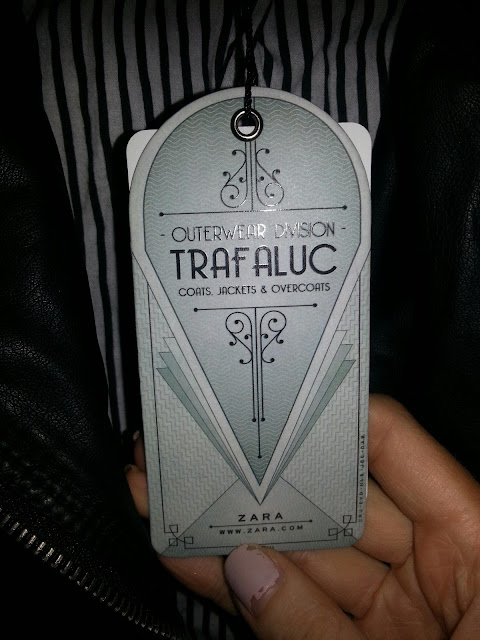 - OUTERWEAR DIVISION -
TRAFALUC
COATS, JACKETS & OVERCOATS
ZARA
WWW.ZARA.COM